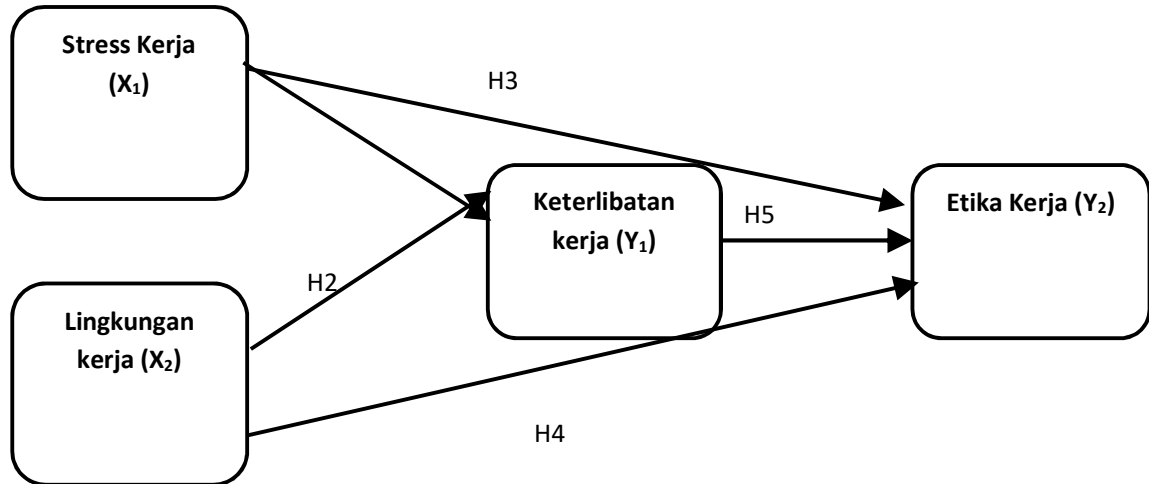 Stress Kerja
(X₁)
H3
Keterlibatan
kerja (Y₁)
H5
Etika Kerja (Y₂)
H2
Lingkungan
kerja (X₂)
H4